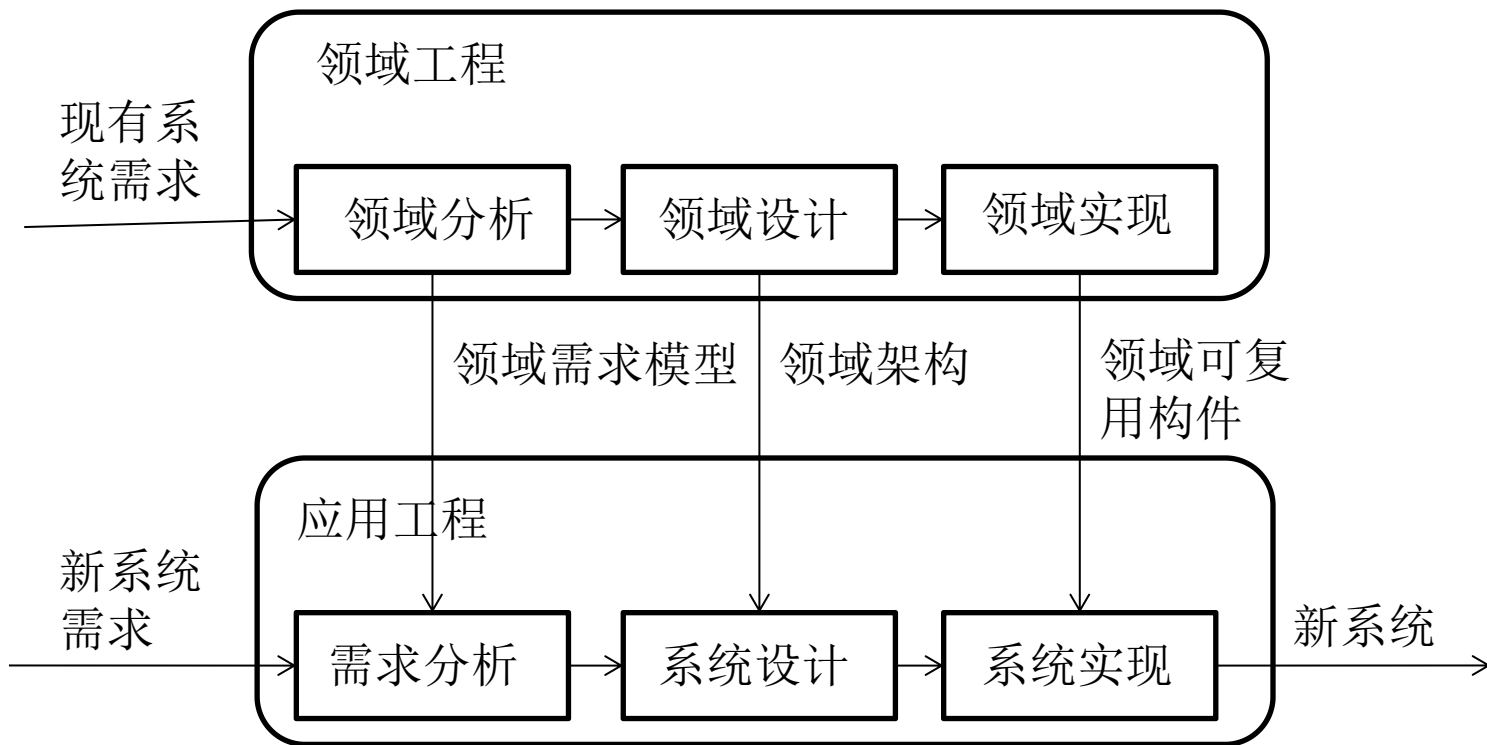 领域工程
现有系
统需求
领域分析
领域设计
领域实现
领域需求模型
领域架构
领域可复
用构件
应用工程
新系统
需求
需求分析
系统设计
系统实现
新系统